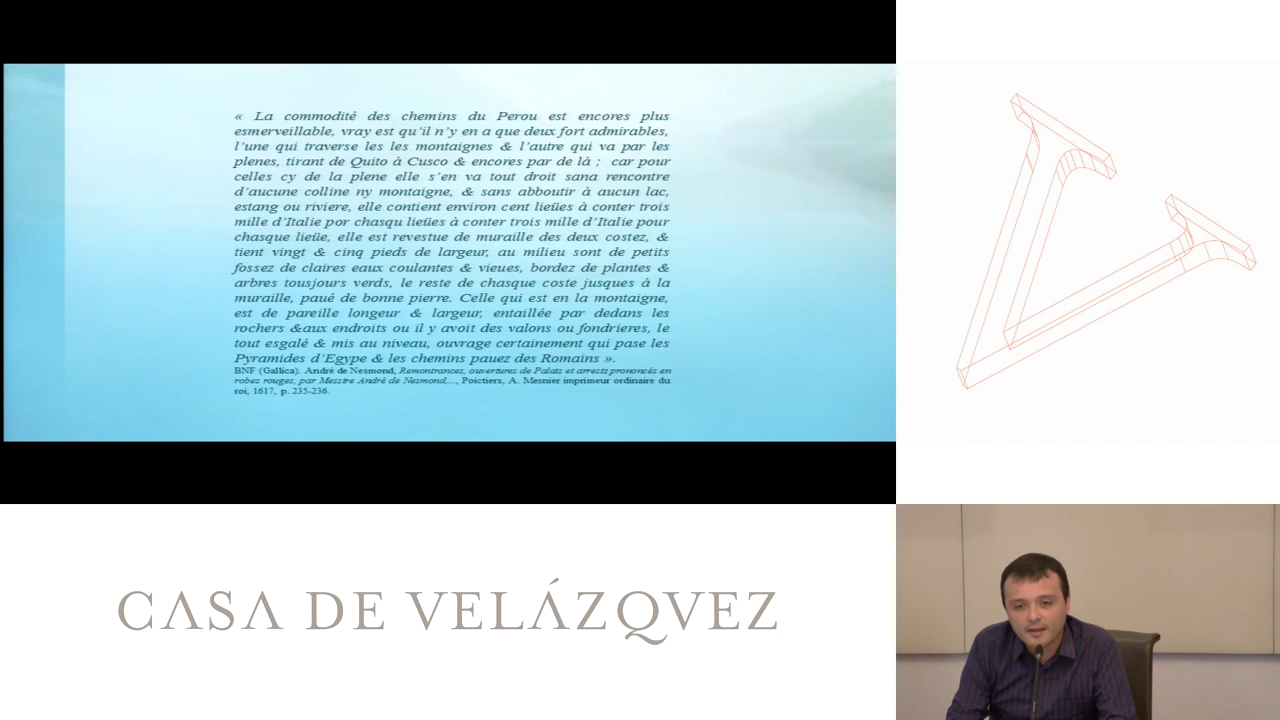 « La commodité des chemins du Perou est encores plus
esmerveillable, vray est qu'il n'y en a que deux fort admirables,
l'une qui traverse les les montaignes & l'autre qui va par les
plenes, tirant de Quito à Cusco & encores par de là ; car pour
celles cy de la plene elle s'en va tout droit sana rencontre
d'aucune colline ny montaigne, & sans abboutir à aucun lac,
estang ou riviere, elle contient environ cent lieües à conter trois
mille d'Italie por chasqu lieües à conter trois mille d'Italie pour
chasque lieüe, elle est revestue de muraille des deux costez, &
tient vingt & cinq pieds de largeur, au milieu sont de petits
fossez de claires eaux coulantes & vieues, bordez de plantes &
arbres tousjours verds, le reste de chasque coste jusques à la
muraille, paué de bonne pierre. Celle qui est en la montaigne,
est de pareille longeur & largeur, entaillée par dedans les
rochers &aux endroits ou il y avoit des valons ou fondrieres, le
tout esgalé & mis au niveau, ouvrage certainement qui pase les
Pyramides d'Egype & les chemins pauez des Romains ».
BNF (Gallica). André de Nesmond, Remontrances, ouvertures de Palais et arrests prononcés en
robes rouges, par Messtre André de Nesmond,..., Poictiers, A. Mesnier imprimeur ordinaire du
roi, 1617, p. 235-236.
CASA DE VELÁZQVEZ